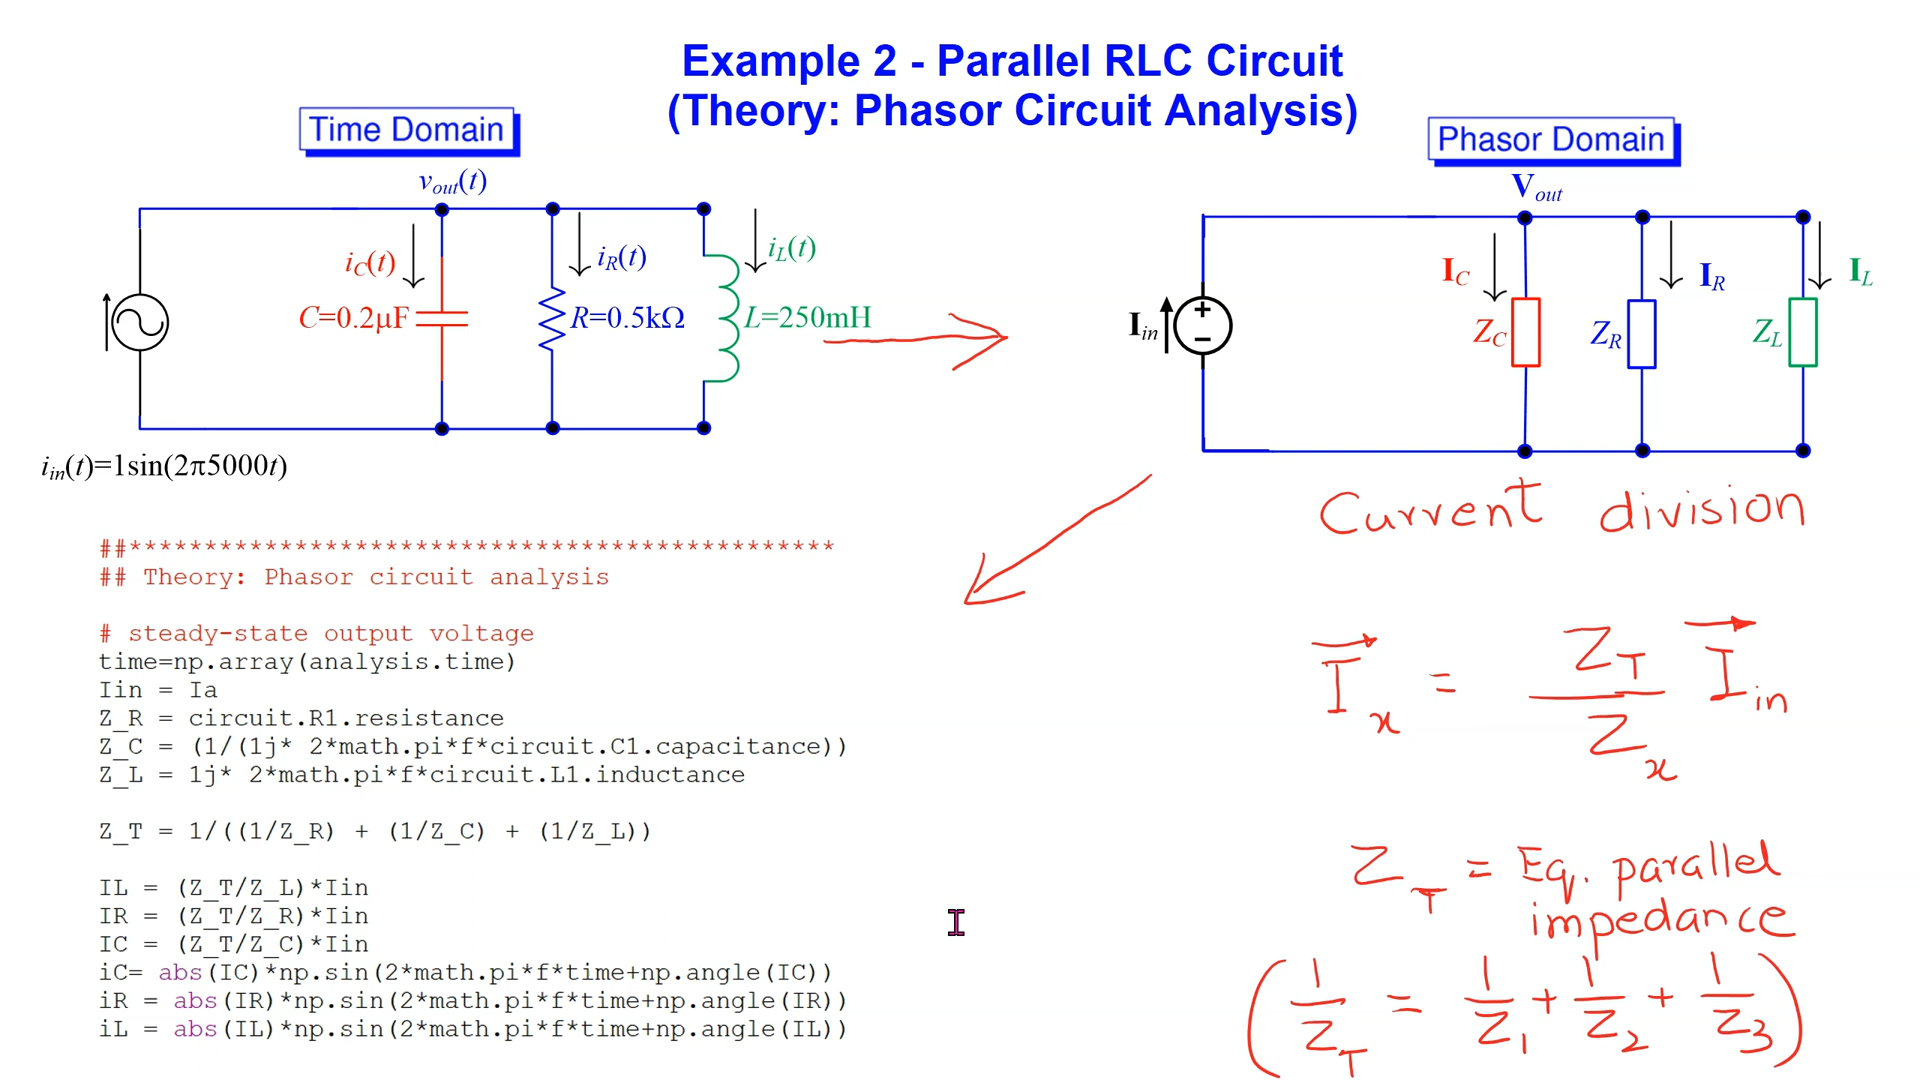 Example 2 - Parallel RLC Circuit
(Theory: Phasor Circuit Analysis)
Time Domain
v_out(t)
i_C(t)
i_R(t)
i_L(t)
C=0.2μF
R=0.5kΩ
L=250mH
i_in(t)=1sin(2π5000t)
Phasor Domain
V_out
I_C
I_R
I_L
I_in
+
−
Z_C
Z_R
Z_L
##***********************************************
## Theory: Phasor circuit analysis
# steady-state output voltage
time=np.array(analysis.time)
Iin = Ia
Z_R = circuit.R1.resistance
Z_C = (1/(1j* 2*math.pi*f*circuit.C1.capacitance))
Z_L = 1j* 2*math.pi*f*circuit.L1.inductance
Z_T = 1/((1/Z_R) + (1/Z_C) + (1/Z_L))
IL = (Z_T/Z_L)*Iin
IR = (Z_T/Z_R)*Iin
IC = (Z_T/Z_C)*Iin
iC= abs(IC)*np.sin(2*math.pi*f*time+np.angle(IC))
iR = abs(IR)*np.sin(2*math.pi*f*time+np.angle(IR))
iL = abs(IL)*np.sin(2*math.pi*f*time+np.angle(IL))
Current division
I_x = Z_T / Z_x I_in
Z_T = Eq. parallel
impedance
(1/Z_T = 1/Z_1 + 1/Z_2 + 1/Z_3)